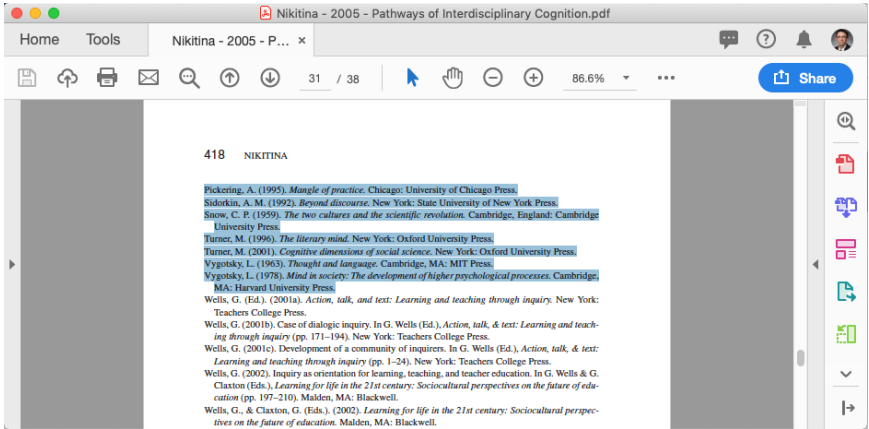 Nikitina - 2005 - Pathways of Interdisciplinary Cognition.pdf
Home Tools Nikitina - 2005 - P... ×
31 / 38 86.6% Share
418 NIKITINA
Pickering, A. (1995). Mangle of practice. Chicago: University of Chicago Press.
Sidorkin, A. M. (1992). Beyond discourse. New York: State University of New York Press.
Snow, C. P. (1959). The two cultures and the scientific revolution. Cambridge, England: Cambridge
University Press.
Turner, M. (1996). The literary mind. New York: Oxford University Press.
Turner, M. (2001). Cognitive dimensions of social science. New York: Oxford University Press.
Vygotsky, L. (1963). Thought and language. Cambridge, MA: MIT Press.
Vygotsky, L. (1978). Mind in society: The development of higher psychological processes. Cambridge,
MA: Harvard University Press.
Wells, G. (Ed.). (2001a). Action, talk, and text: Learning and teaching through inquiry. New York:
Teachers College Press.
Wells, G. (2001b). Case of dialogic inquiry. In G. Wells (Ed.), Action, talk, & text: Learning and teach-
ing through inquiry (pp. 171–194). New York: Teachers College Press.
Wells, G. (2001c). Development of a community of inquirers. In G. Wells (Ed.), Action, talk, & text:
Learning and teaching through inquiry (pp. 1–24). New York: Teachers College Press.
Wells, G. (2002). Inquiry as orientation for learning, teaching, and teacher education. In G. Wells & G.
Claxton (Eds.), Learning for life in the 21st century: Sociocultural perspectives on the future of edu-
cation (pp. 197–210). Malden, MA: Blackwell.
Wells, G., & Claxton, G. (Eds.). (2002). Learning for life in the 21st century: Sociocultural perspec-
tives on the future of education. Malden, MA: Blackwell.